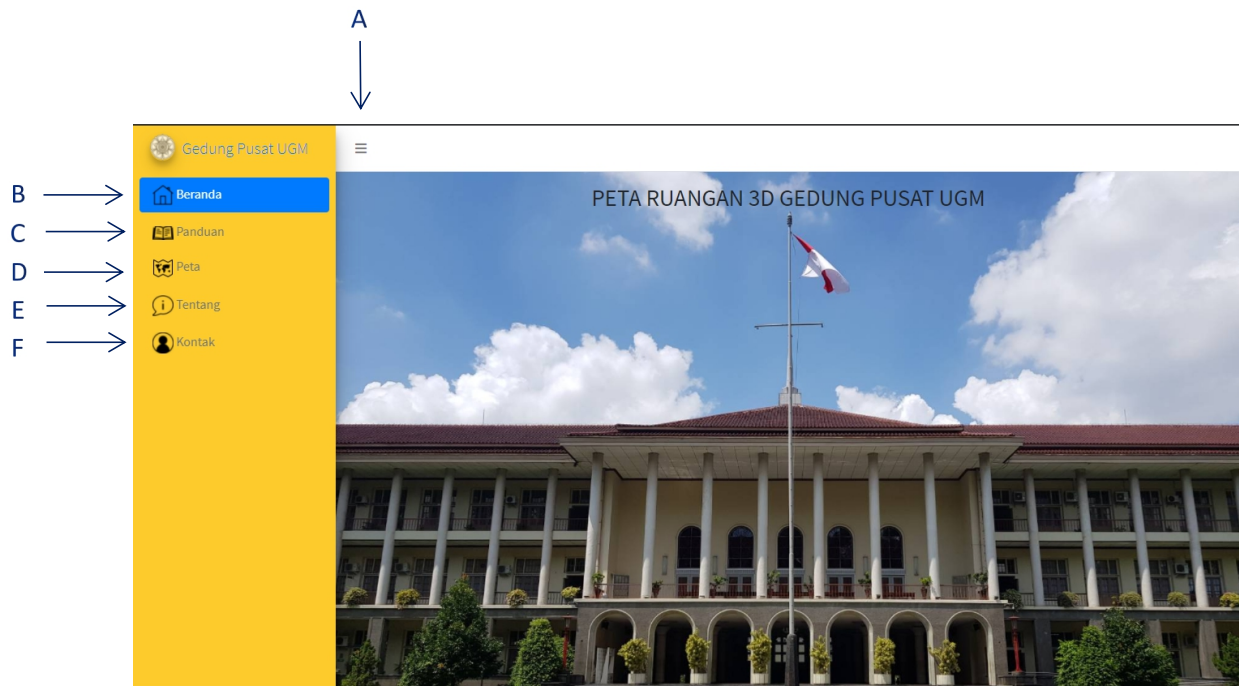 A
Gedung Pusat UGM
B
Beranda
PETA RUANGAN 3D GEDUNG PUSAT UGM
C
Panduan
D
Peta
E
Tentang
F
Kontak